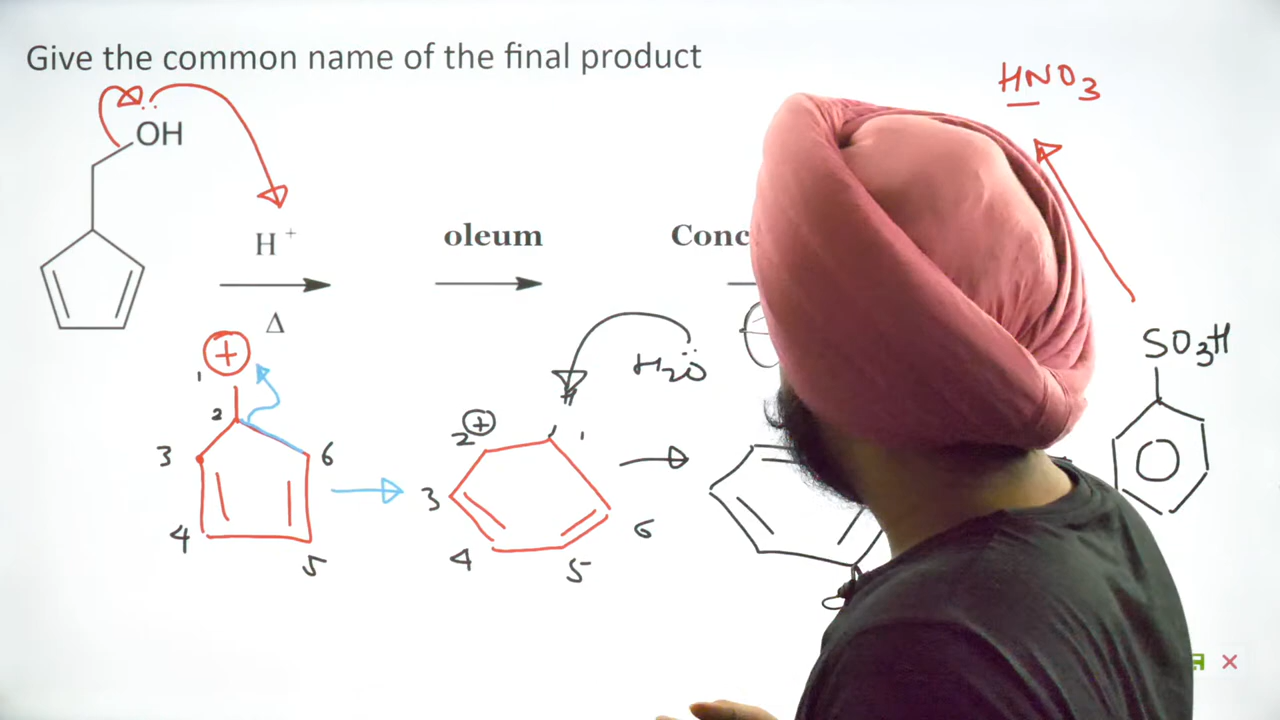 Give the common name of the final product
HNO3
OH
H+
oleum
Conc
Δ
SO3H
+
H2O
1
2
3
6
4
5
+
2
1
3
6
4
5
H